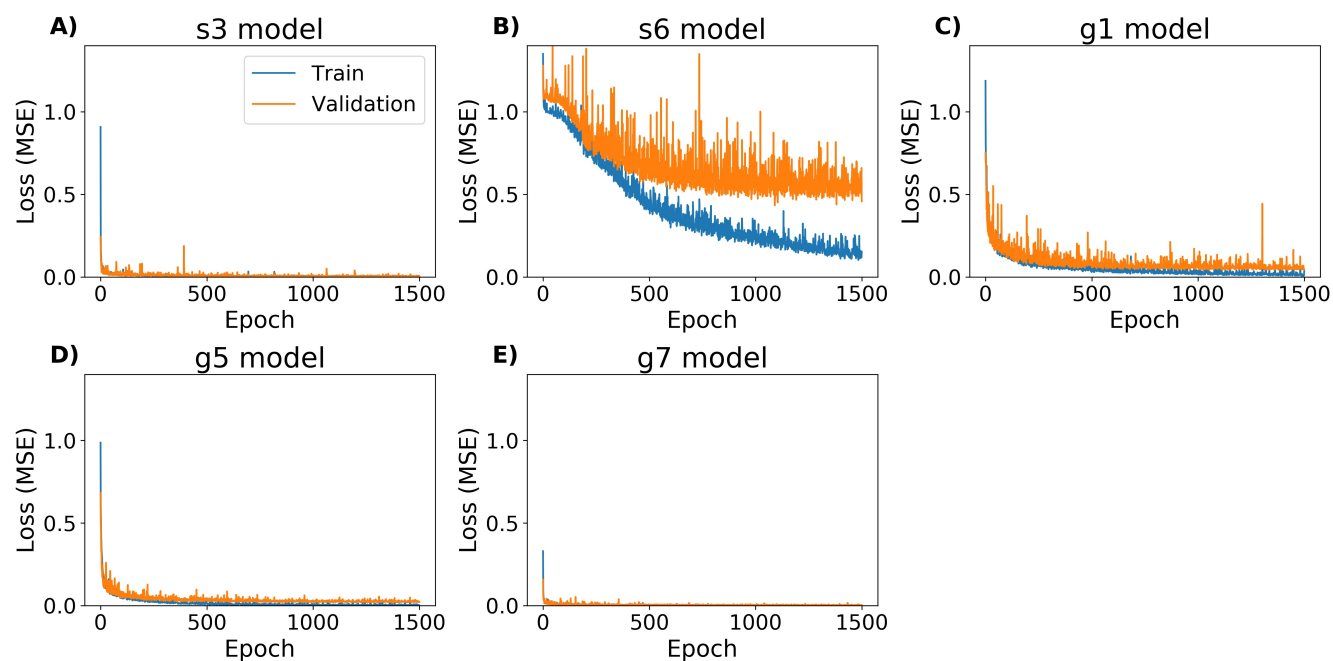 A)
s3 model
Loss (MSE)
1.0
0.5
0.0
Train
Validation
0
500
1000
1500
Epoch
B)
s6 model
Loss (MSE)
1.0
0.5
0.0
0
500
1000
1500
Epoch
C)
g1 model
Loss (MSE)
1.0
0.5
0.0
0
500
1000
1500
Epoch
D)
g5 model
Loss (MSE)
1.0
0.5
0.0
0
500
1000
1500
Epoch
E)
g7 model
Loss (MSE)
1.0
0.5
0.0
0
500
1000
1500
Epoch